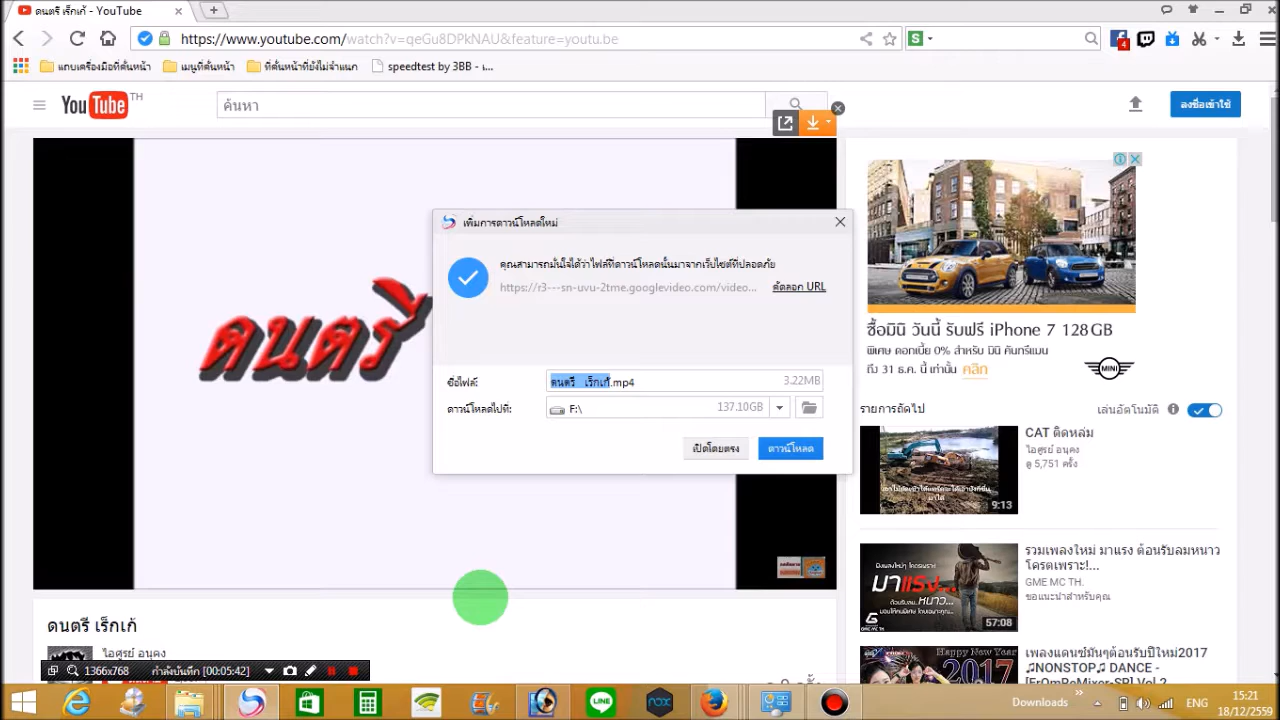 ดนตรี เร็กเก้ - YouTube
https://www.youtube.com/watch?v=qeGu8DPkNAU&feature=youtu.be
S
4
แถบเครื่องมือที่ค้นหน้า
เมนูที่ค้นหน้า
ที่คั่นหน้าที่ยังไม่จำแนก
speedtest by 3BB - เ...
YouTube TH
ค้นหา
ลงชื่อเข้าใช้
ดนตรี
เพิ่มการดาวน์โหลดใหม่
คุณสามารถมั่นใจได้ว่าไฟล์ที่ดาวน์โหลดนั้นมาจากเว็บไซต์ที่ปลอดภัย
https://r3---sn-uvu-2tme.googlevideo.com/video...
คัดลอก URL
ชื่อไฟล์:
ดนตรี เร็กเก้.mp4
3.22MB
ดาวน์โหลดไปที่:
F:\
137.10GB
เปิดโดยตรง
ดาวน์โหลด
ซื้อมินิ วันนี้ รับฟรี iPhone 7 128GB
พิเศษ ดอกเบี้ย 0% สำหรับ มินิ คันทรีแมน
ถึง 31 ธ.ค. นี้ เท่านั้น คลิก
MINI
รายการถัดไป
เล่นอัตโนมัติ
CAT ติดหล่ม
ไอศูรย์ อนุคง
ดู 5,751 ครั้ง
9:13
รวมเพลงใหม่ มาแรง ต้อนรับลมหนาว
โครตเพราะ!...
GME MC TH.
ขอแนะนำสำหรับคุณ
มาแรง..
57:08
เพลงแดนซ์มันๆต้อนรับปีใหม่2017
♫NONSTOP♫ DANCE -
[FrOmReMixer-SR] Vol.2
Happy New Year
2017
ดนตรี เร็กเก้
ไอศูรย์ อนุคง
1366x768
กำลังบันทึก [00:05:42]
nox
LINE
Downloads
ENG
15:21
18/12/2559